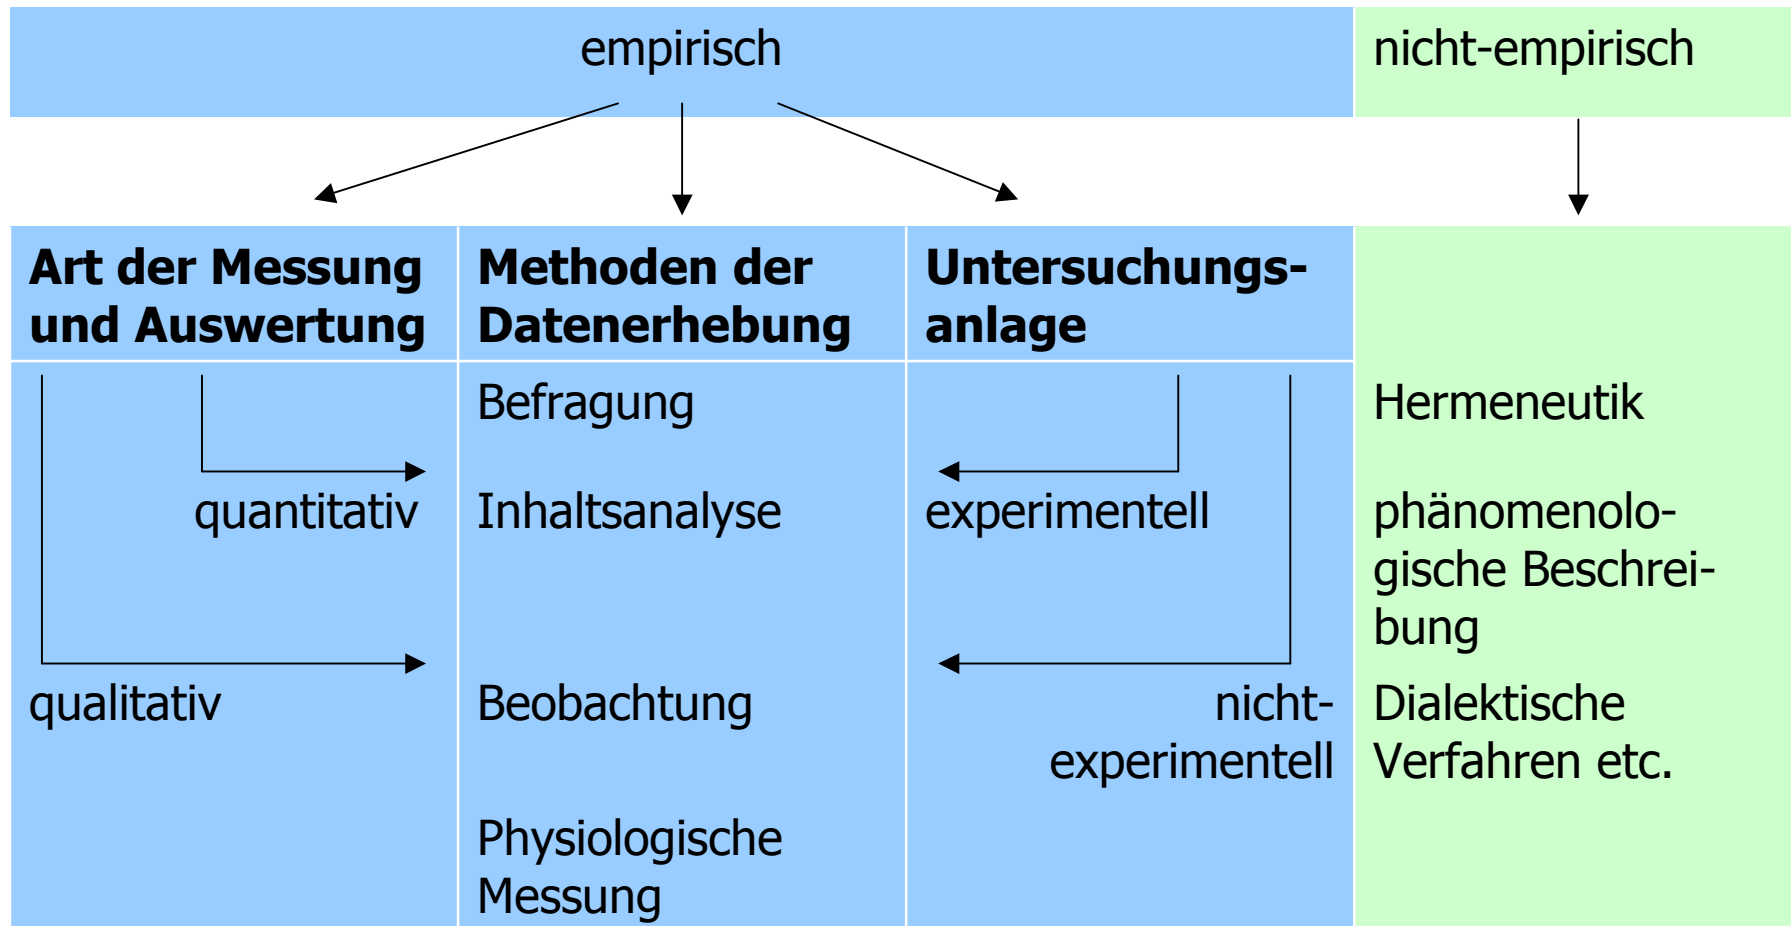 empirisch
nicht-empirisch
Art der Messung
und Auswertung
Methoden der
Datenerhebung
Untersuchungs-
anlage
quantitativ
qualitativ
Befragung
Inhaltsanalyse
Beobachtung
Physiologische
Messung
experimentell
nicht-
experimentell
Hermeneutik
phänomenolo-
gische Beschrei-
bung
Dialektische
Verfahren etc.